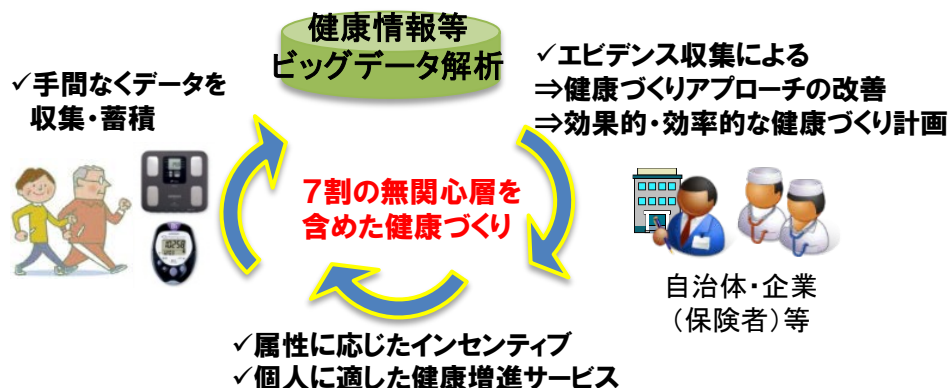 健康情報等
ビッグデータ解析
✓手間なくデータを
収集・蓄積
✓エビデンス収集による
⇒健康づくりアプローチの改善
⇒効果的・効率的な健康づくり計画
7割の無関心層を
含めた健康づくり
10258
自治体・企業
（保険者）等
✓属性に応じたインセンティブ
✓個人に適した健康増進サービス